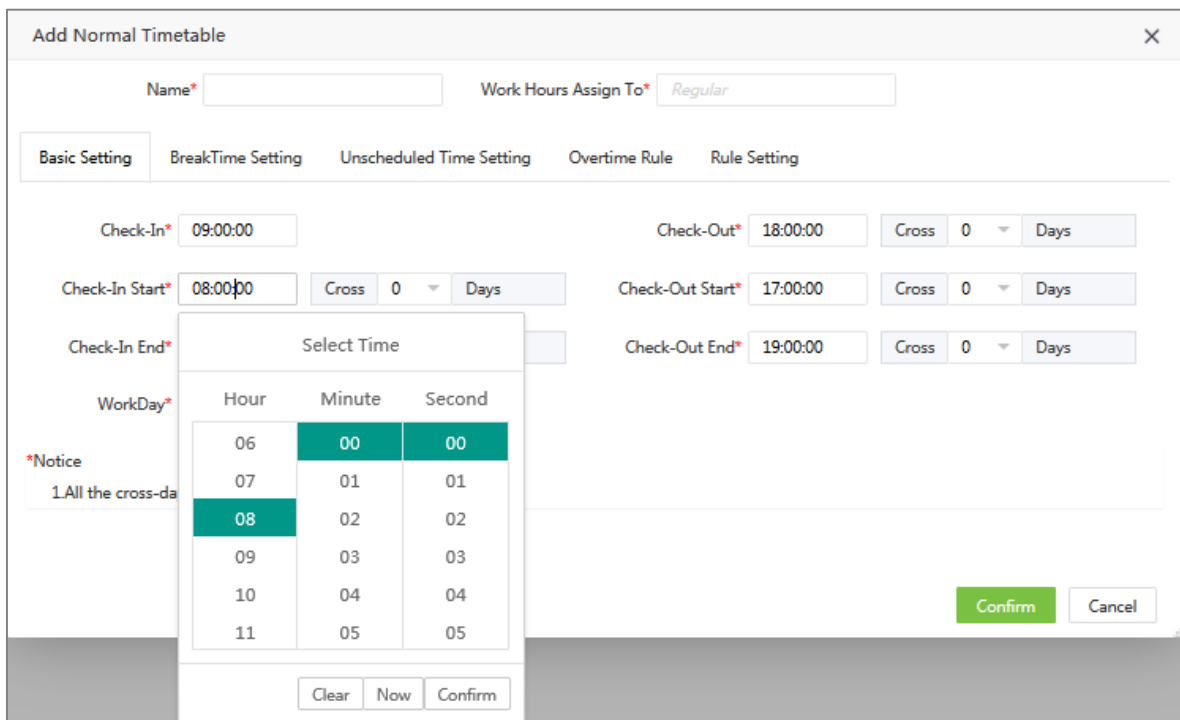 Add Normal Timetable
Name* Work Hours Assign To* Regular
Basic Setting BreakTime Setting Unscheduled Time Setting Overtime Rule Rule Setting
Check-In* 09:00:00 Check-Out* 18:00:00 Cross 0 Days
Check-In Start* 08:00:00 Cross 0 Days Check-Out Start* 17:00:00 Cross 0 Days
Check-In End* Check-Out End* 19:00:00 Cross 0 Days
WorkDay*
*Notice
1.All the cross-da
Select Time
Hour Minute Second
06 00 00
07 01 01
08 02 02
09 03 03
10 04 04
11 05 05
Clear Now Confirm
Confirm Cancel